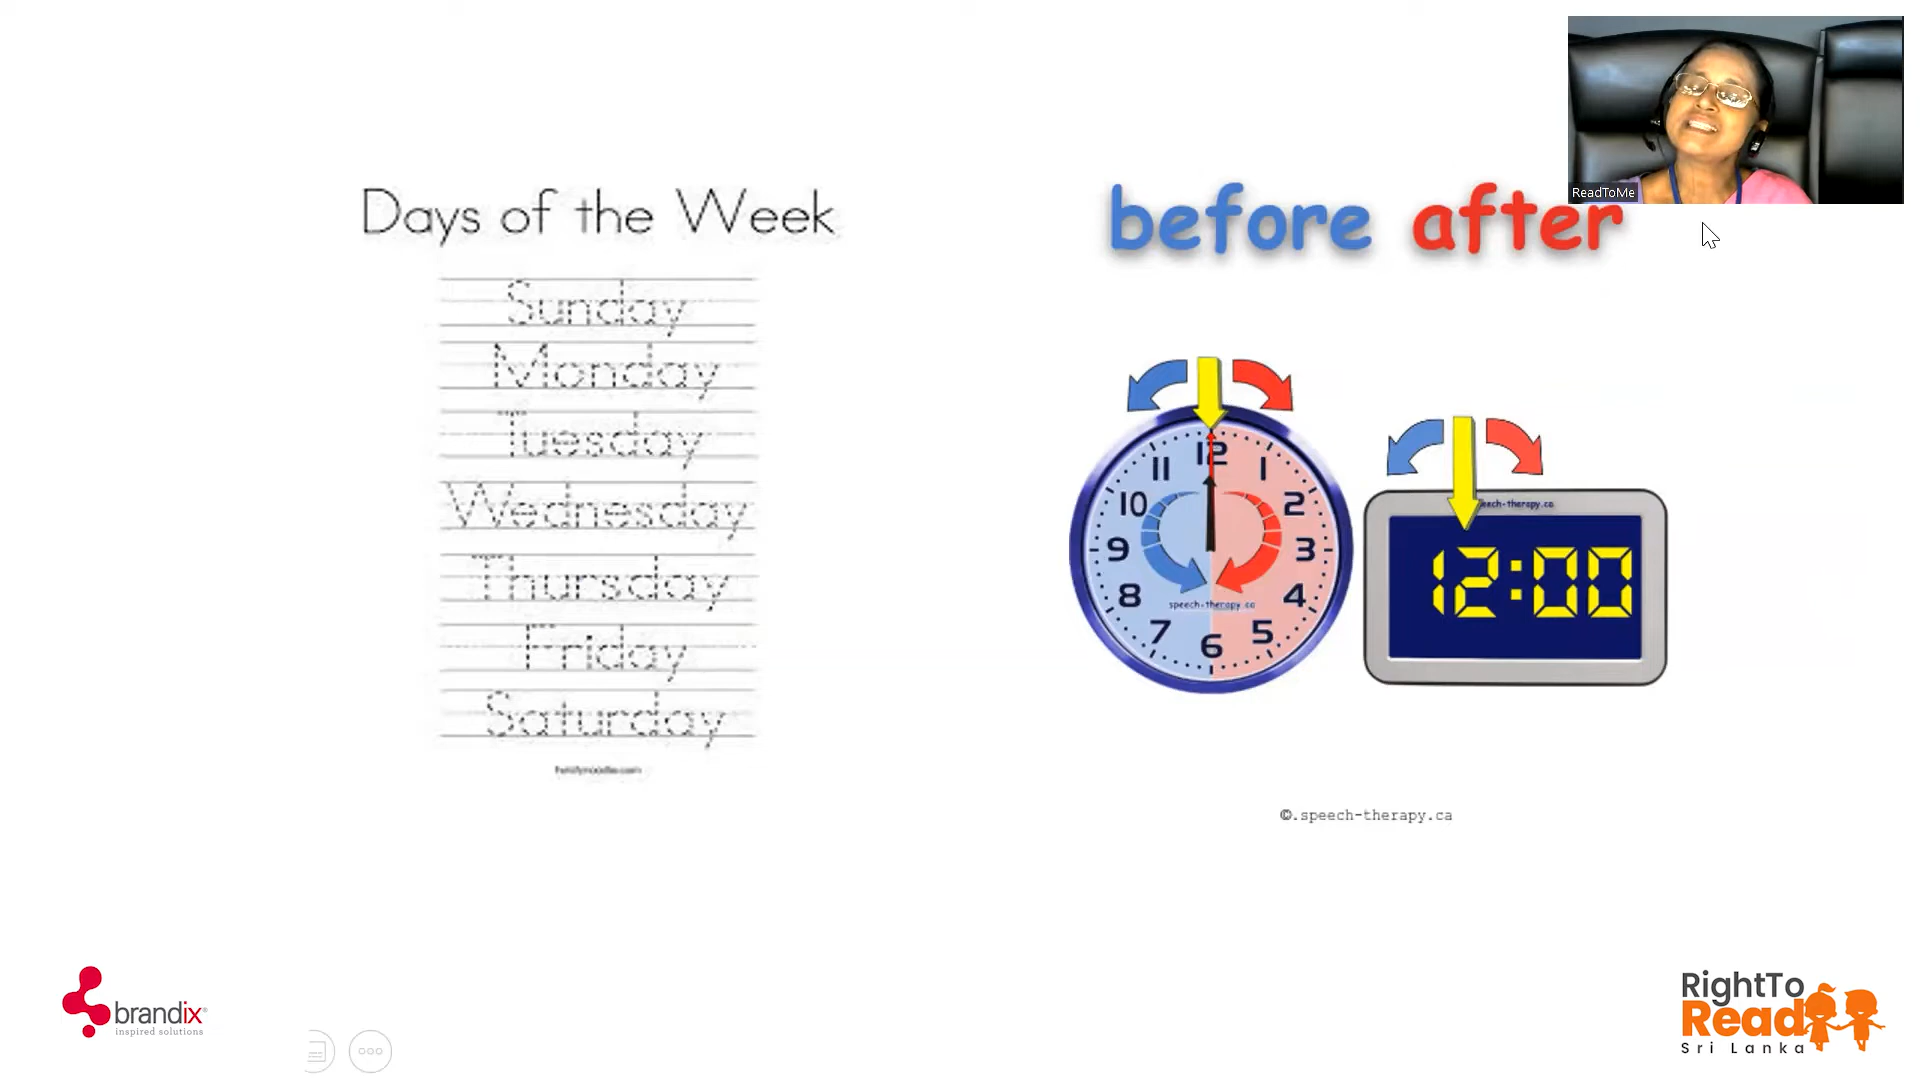 ReadToMe
Days of the Week
Sunday
Monday
Tuesday
Wednesday
Thursday
Friday
Saturday
before after
12
11
1
10
2
9
3
8
4
7
5
6
speech-therapy.ca
12:00
©.speech-therapy.ca
brandix
inspired solutions
RightTo
Read
Sri Lanka